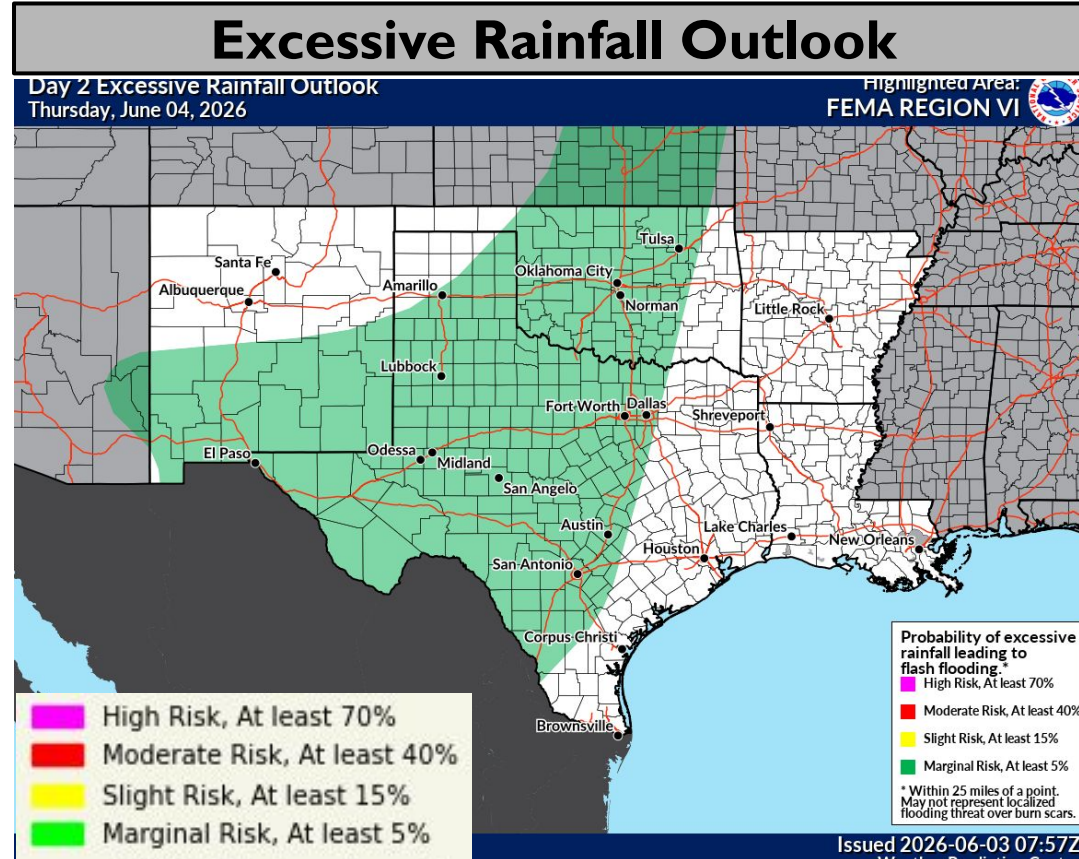 Excessive Rainfall Outlook
Day 2 Excessive Rainfall Outlook
Thursday, June 04, 2026
Highlighted Area:
FEMA REGION VI
Tulsa
Santa Fe
Oklahoma City
Albuquerque
Amarillo
Norman
Little Rock
Lubbock
Fort Worth
Dallas
Shreveport
El Paso
Odessa
Midland
San Angelo
Austin
Lake Charles
New Orleans
Houston
San Antonio
Corpus Christi
Brownsville
Probability of excessive
rainfall leading to
flash flooding.*
High Risk, At least 70%
Moderate Risk, At least 40%
Slight Risk, At least 15%
Marginal Risk, At least 5%
* Within 25 miles of a point.
May not represent localized
flooding threat over burn scars.
High Risk, At least 70%
Moderate Risk, At least 40%
Slight Risk, At least 15%
Marginal Risk, At least 5%
Issued 2026-06-03 07:57Z